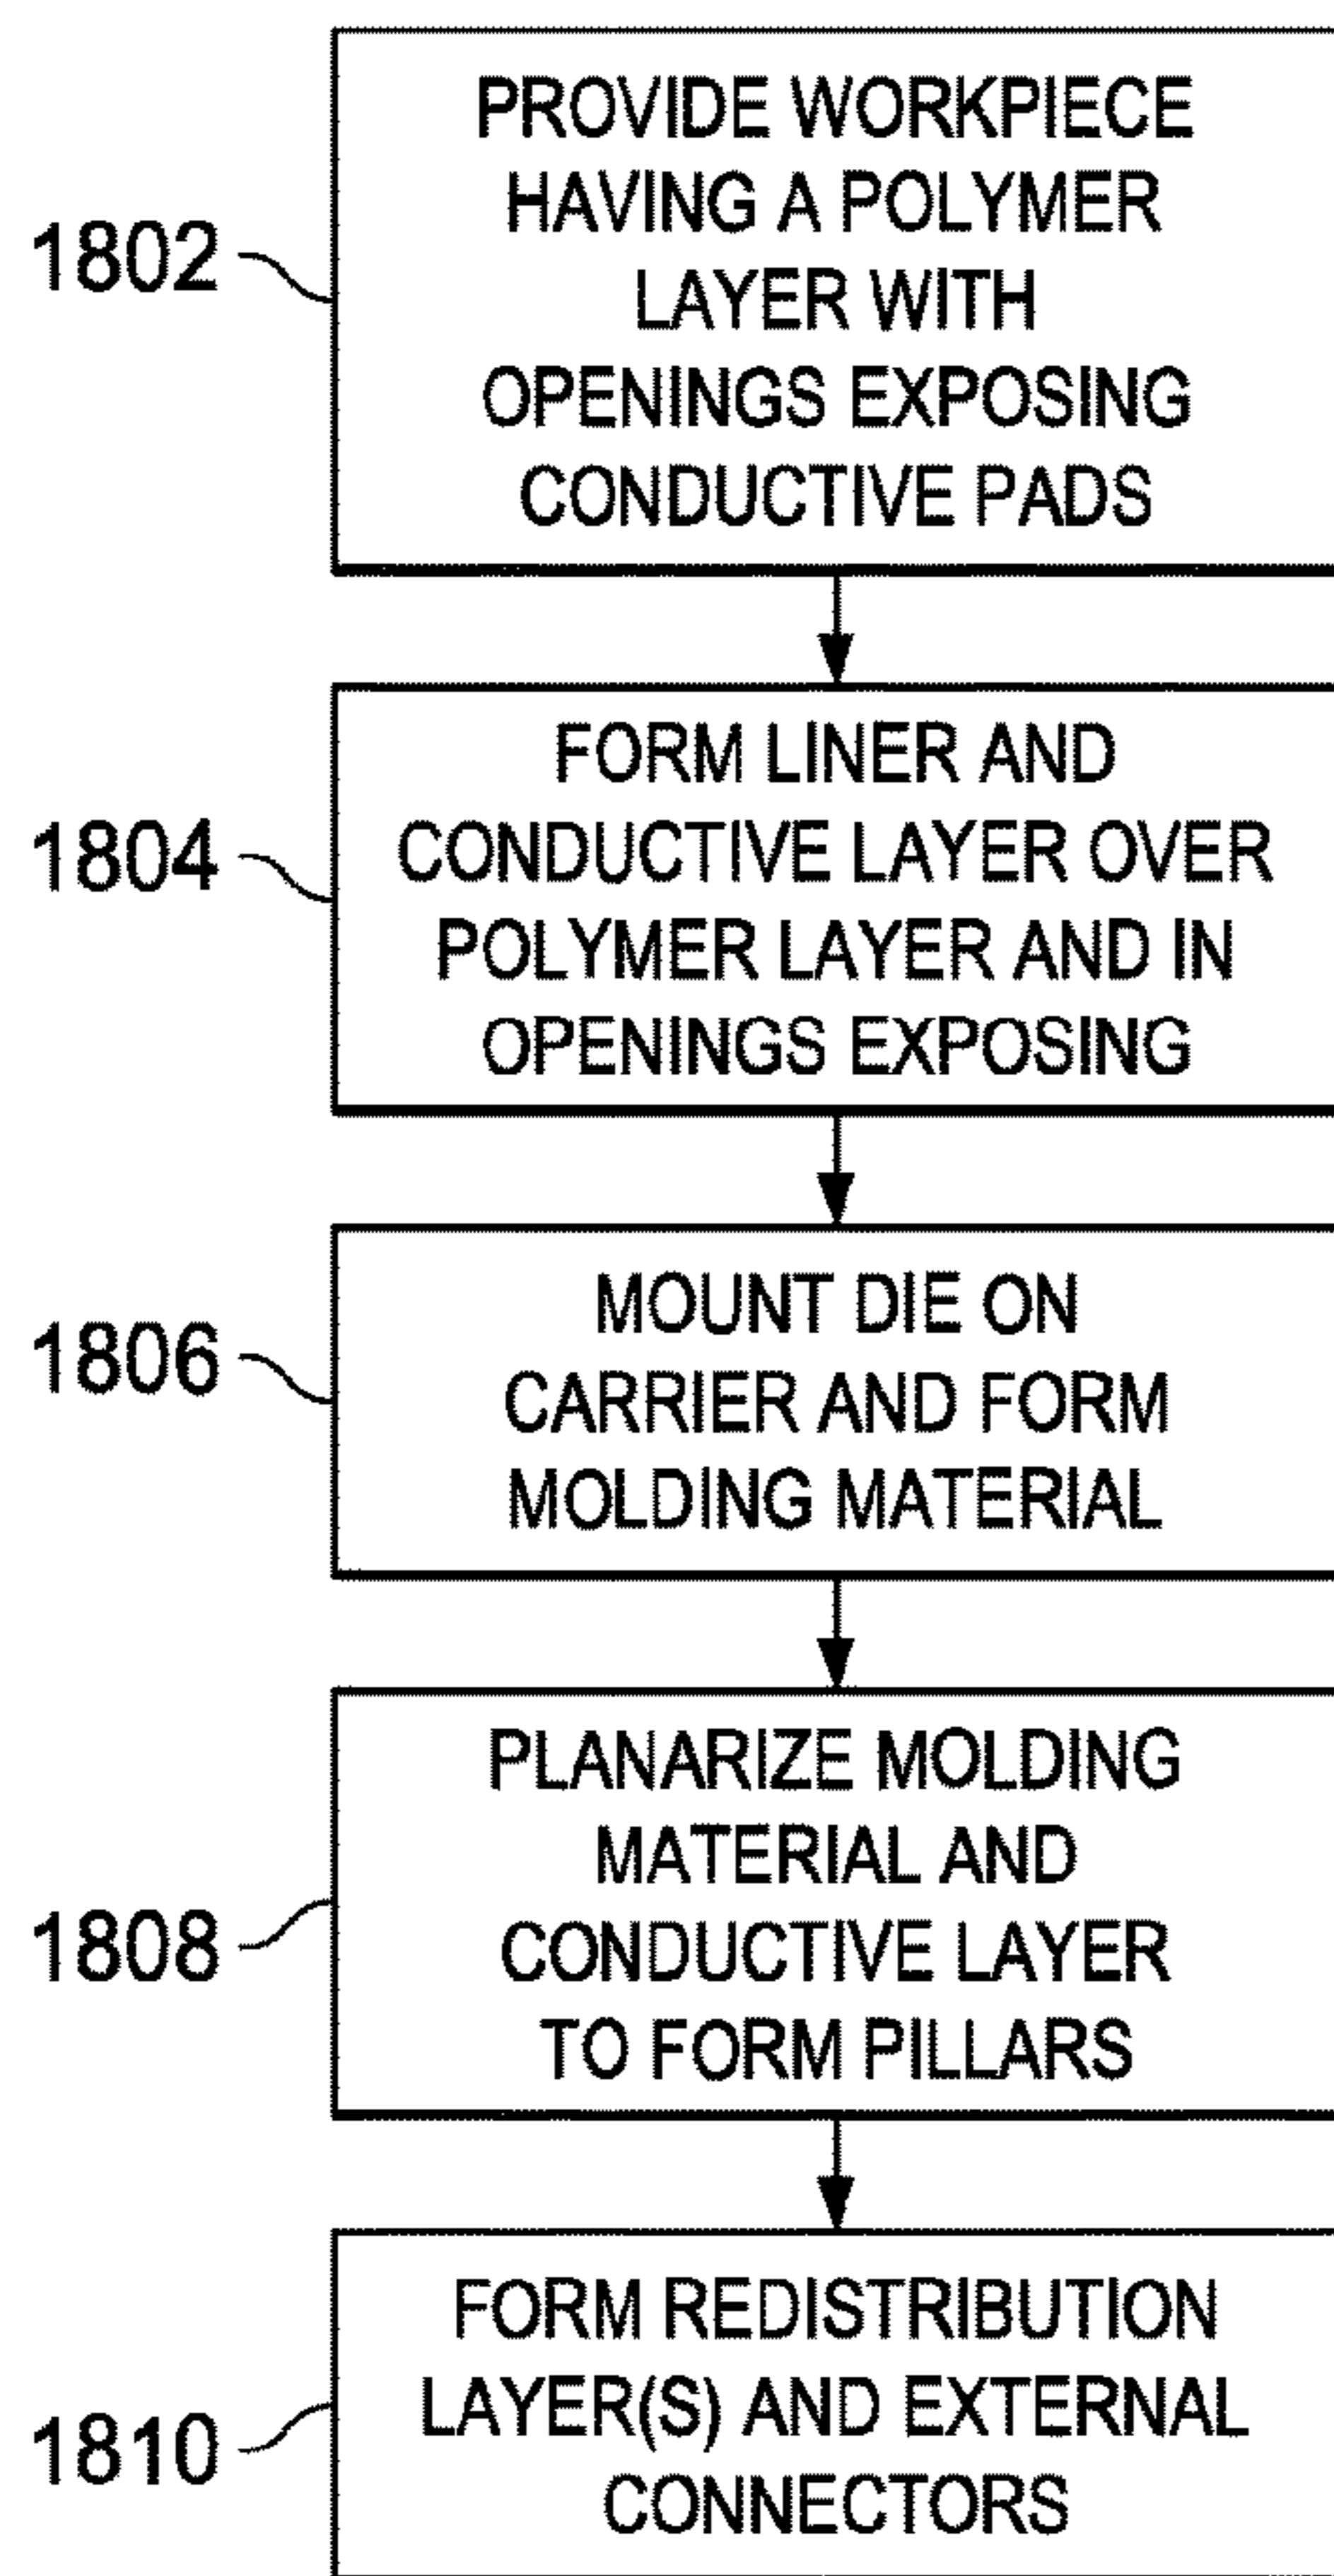 PROVIDE WORKPIECE
HAVING A POLYMER
1802
LAYER WITH
OPENINGS EXPOSING
CONDUCTIVE PADS
FORM LINER AND
1804
CONDUCTIVE LAYER OVER
POLYMER LAYER AND IN
OPENINGS EXPOSING
MOUNT DIE ON
1806
CARRIER AND FORM
MOLDING MATERIAL
PLANARIZE MOLDING
MATERIAL AND
1808
CONDUCTIVE LAYER
TO FORM PILLARS
FORM REDISTRIBUTION
LAYER(S) AND EXTERNAL
1810
CONNECTORS